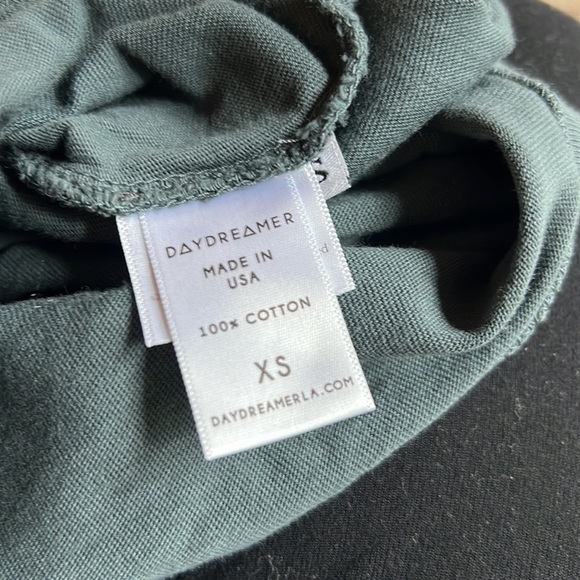 DAYDREAMER
MADE IN
USA
100% COTTON
XS
DAYDREAMERLA.COM